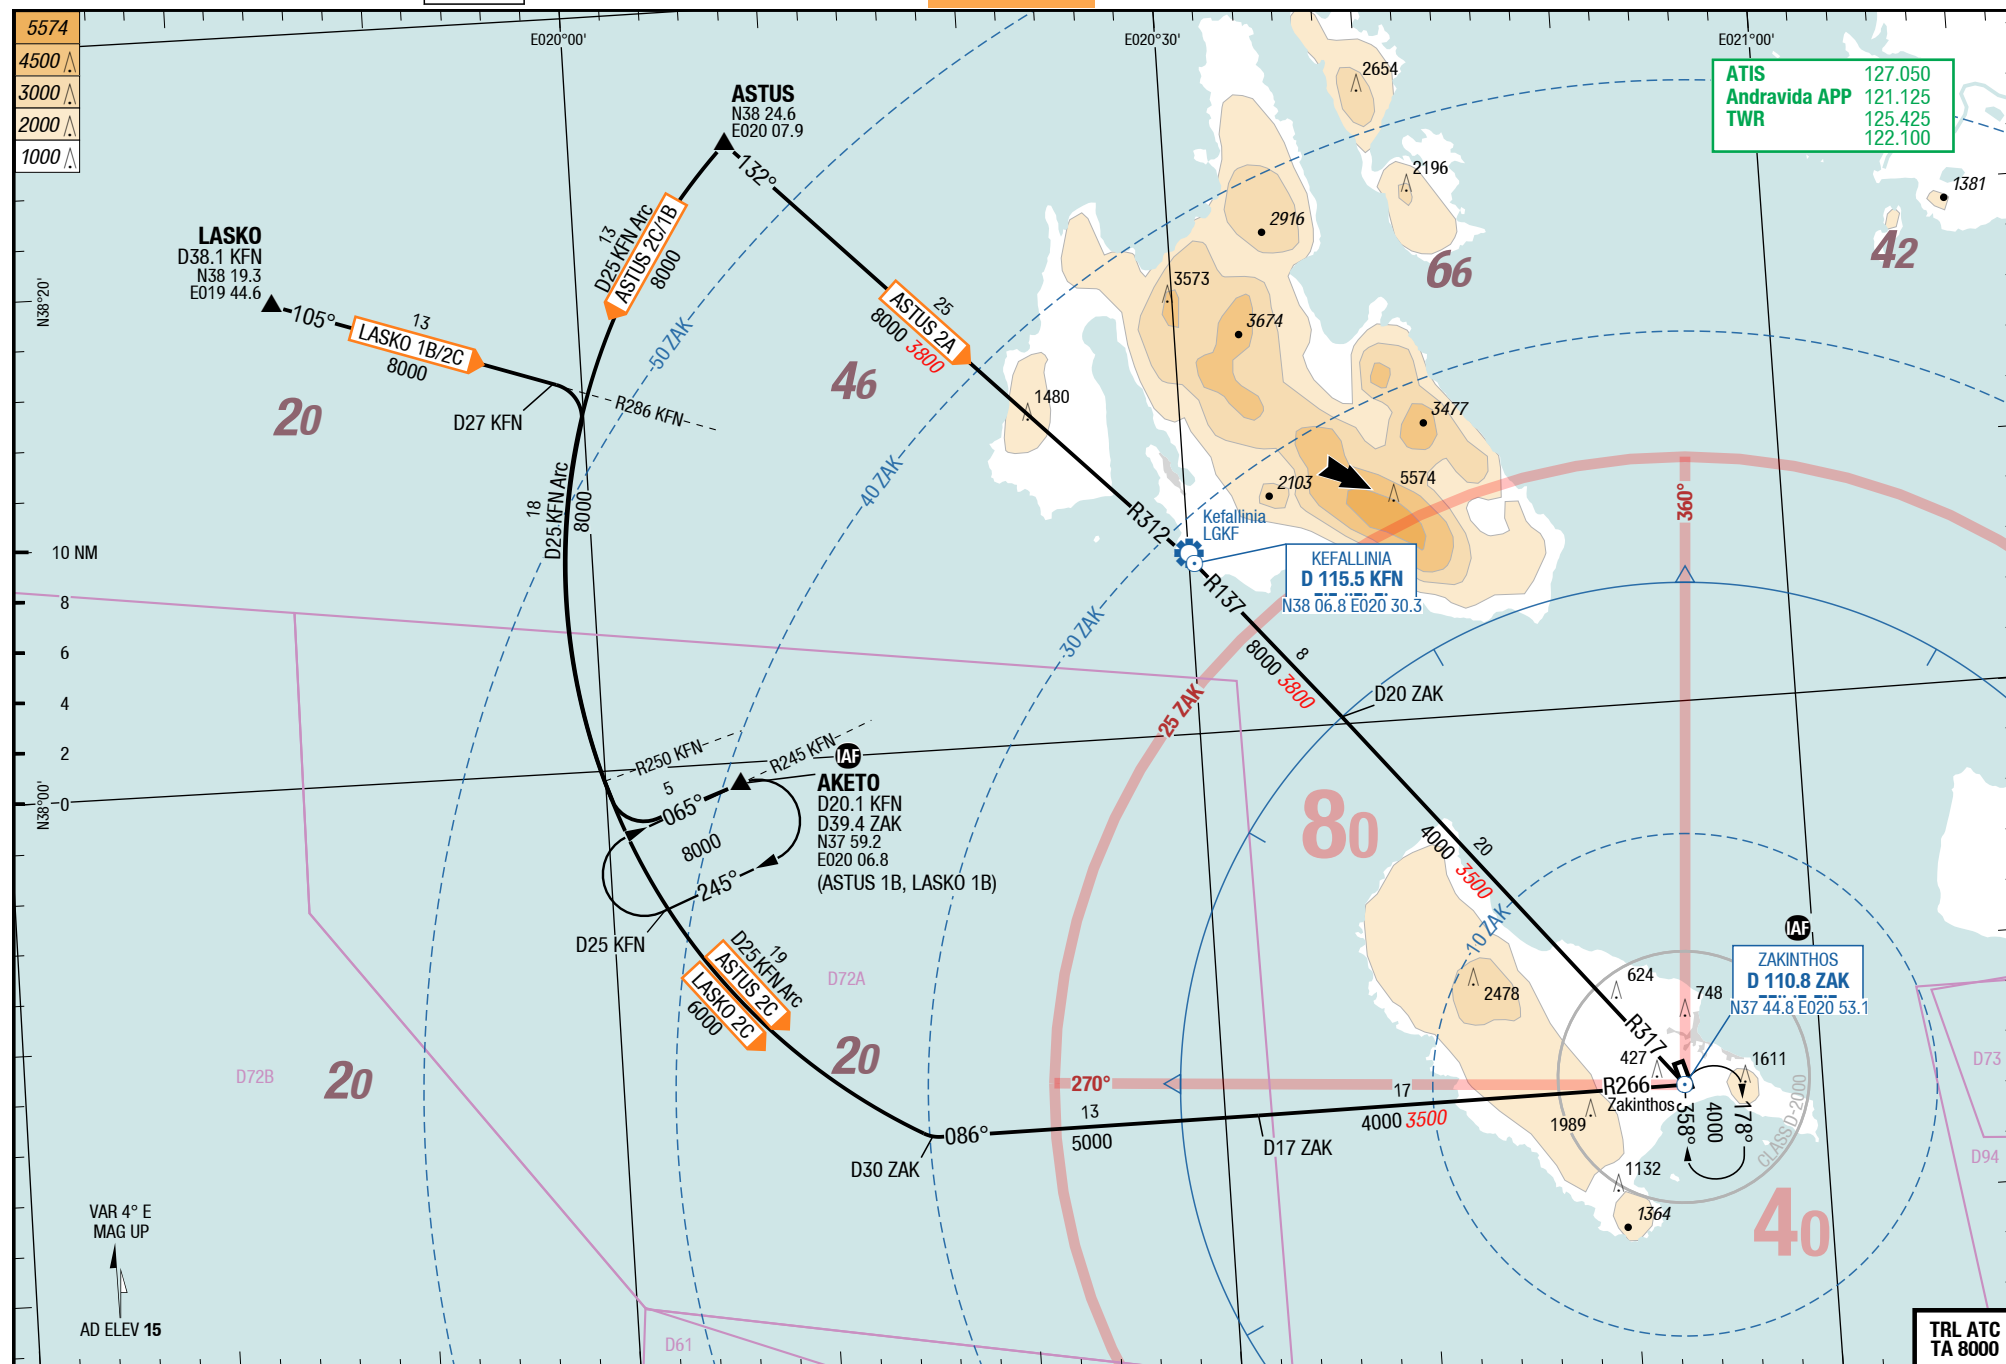 5574
4500
3000
2000
1000
E020°00'
E020°30'
E021°00'
ATIS 127.050
Andravida APP 121.125
TWR 125.425
122.100
ASTUS
N38 24.6
E020 07.9
132°
LASKO
D38.1 KFN
N38 19.3
E019 44.6
105°
13
LASKO 1B/2C
8000
D27 KFN
R286 KFN
13
D25 KFN Arc
ASTUS 2C/1B
8000
25
ASTUS 2A
8000 3800
50 ZAK
40 ZAK
30 ZAK
25 ZAK
10 ZAK
N38°20'
N38°00'
20
46
66
42
2654
2196
2916
3573
3674
1480
3477
5574
2103
1381
18
D25 KFN Arc
8000
R312
Kefallinia
LGKF
KEFALLINIA
D 115.5 KFN
N38 06.8 E020 30.3
R137
8
8000 3800
D20 ZAK
360°
10 NM
8
6
4
2
0
R250 KFN
R245 KFN
5
065°
8000
245°
IAF
AKETO
D20.1 KFN
D39.4 ZAK
N37 59.2
E020 06.8
(ASTUS 1B, LASKO 1B)
D25 KFN
19
D25 KFN Arc
ASTUS 2C
LASKO 2C
6000
D72A
D72B
20
20
80
20
4000 3500
IAF
ZAKINTHOS
D 110.8 ZAK
N37 44.8 E020 53.1
624
748
2478
R317
427
1611
R266
Zakinthos
1989
1132
1364
358°
4000
178°
CLASS D-2000
270°
17
4000 3500
13
5000
086°
D30 ZAK
D17 ZAK
40
D73
D94
D61
VAR 4° E
MAG UP
AD ELEV 15
TRL ATC
TA 8000